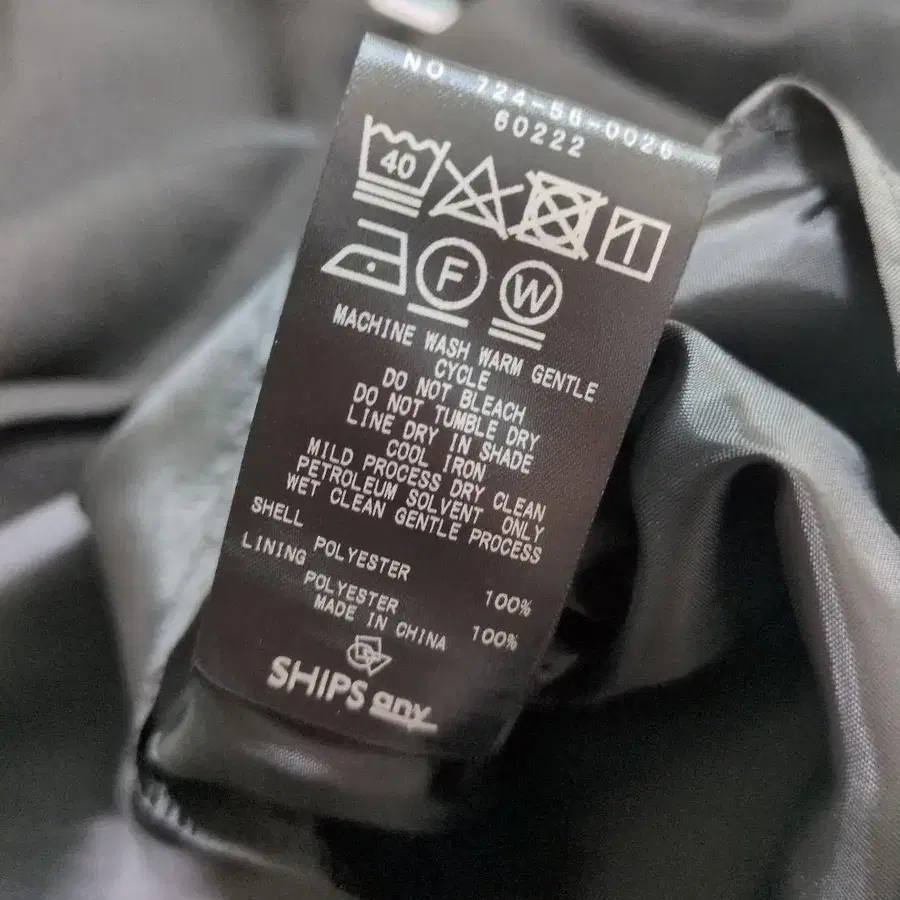 NO. 724-56-0026
60222
40
F W
MACHINE WASH WARM GENTLE
CYCLE
DO NOT BLEACH
DO NOT TUMBLE DRY
LINE DRY IN SHADE
COOL IRON
MILD PROCESS DRY CLEAN
PETROLEUM SOLVENT ONLY
WET CLEAN GENTLE PROCESS
SHELL
POLYESTER 100%
LINING
POLYESTER 100%
MADE IN CHINA
SHIPS any